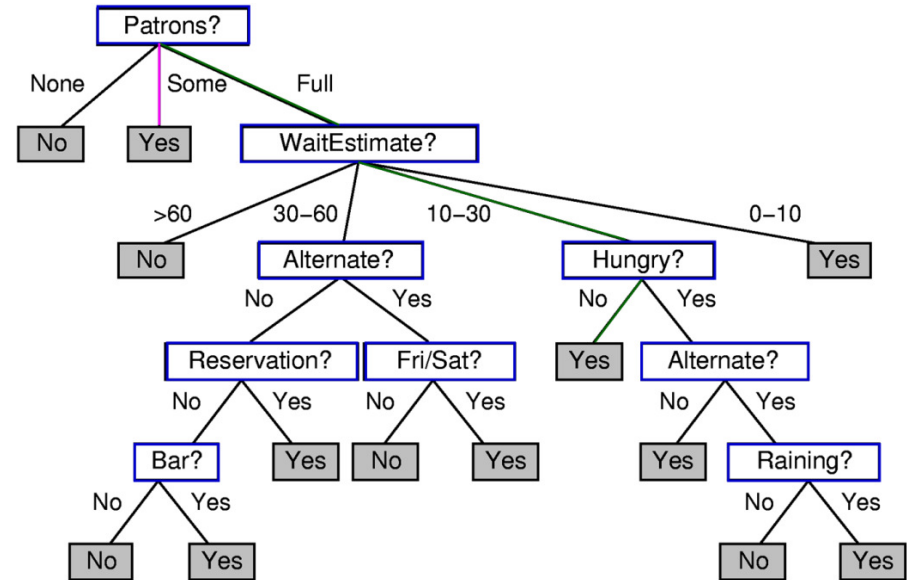 Patrons?
None Some Full
No Yes WaitEstimate?
>60 30−60 10−30 0−10
No Alternate? Hungry? Yes
No Yes No Yes
Reservation? Fri/Sat? Yes Alternate?
No Yes No Yes No Yes
Bar? Yes No Yes Yes Raining?
No Yes No Yes
No Yes No Yes